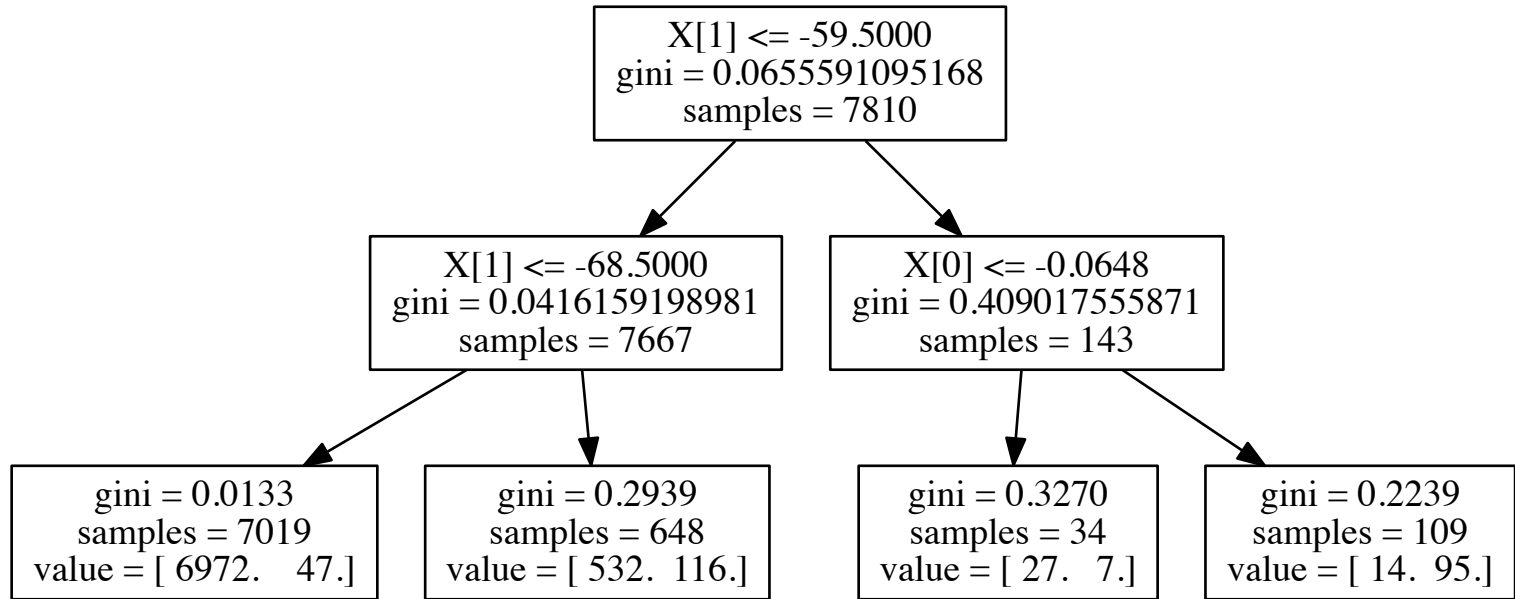 X[1] <= -59.5000
gini = 0.0655591095168
samples = 7810
X[1] <= -68.5000
gini = 0.0416159198981
samples = 7667
X[0] <= -0.0648
gini = 0.409017555871
samples = 143
gini = 0.0133
samples = 7019
value = [ 6972.    47.]
gini = 0.2939
samples = 648
value = [ 532.  116.]
gini = 0.3270
samples = 34
value = [ 27.   7.]
gini = 0.2239
samples = 109
value = [ 14.  95.]